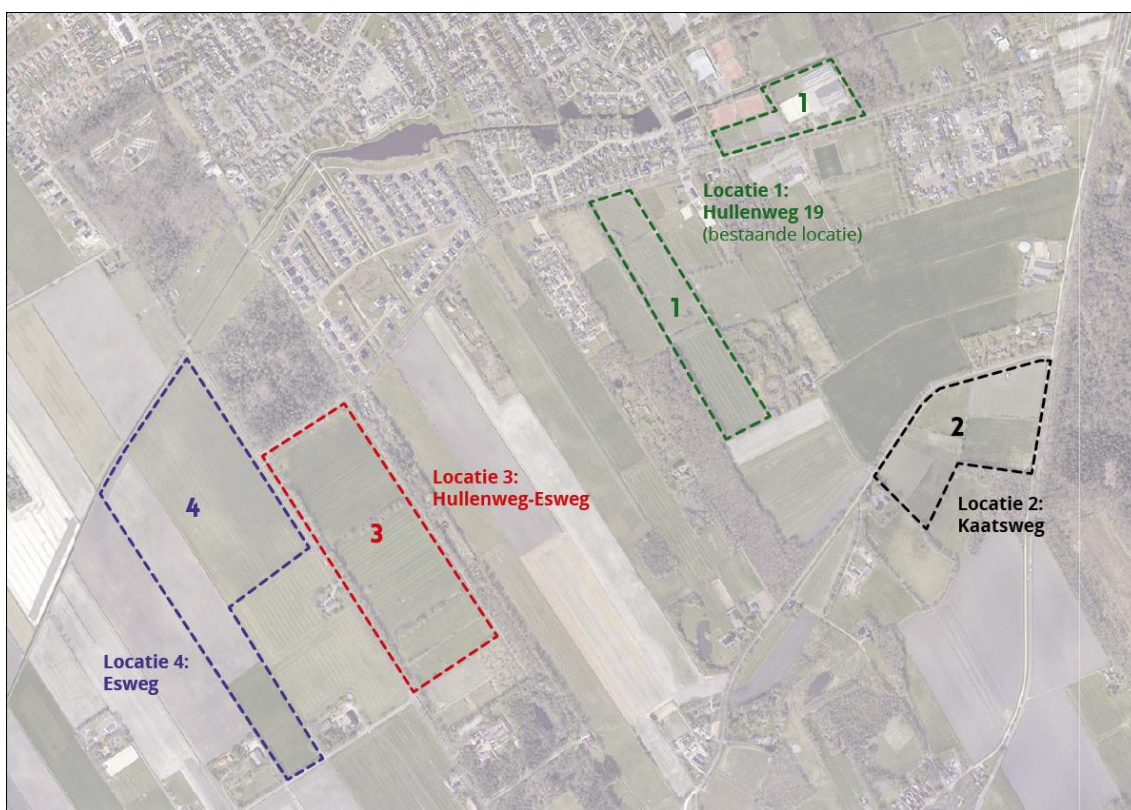 1
Locatie 1:
Hullenweg 19
(bestaande locatie)
1
2
Locatie 2:
Kaatsweg
Locatie 3:
Hullenweg-Esweg
3
4
Locatie 4:
Esweg